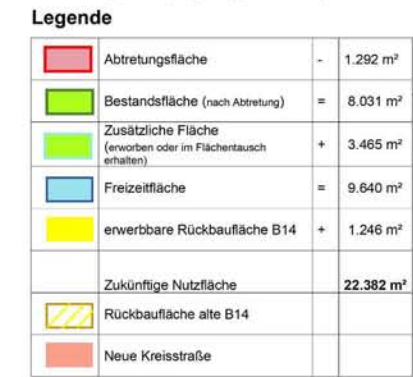 Legende
Abtretungsfläche - 1.292 m²
Bestandsfläche (nach Abtretung) = 8.031 m²
Zusätzliche Fläche
(erworben oder im Flächentausch + 3.465 m²
erhalten)
Freizeitfläche = 9.640 m²
erwerbbare Rückbaufläche B14 + 1.246 m²
Zukünftige Nutzfläche 22.382 m²
Rückbaufläche alte B14
Neue Kreisstraße